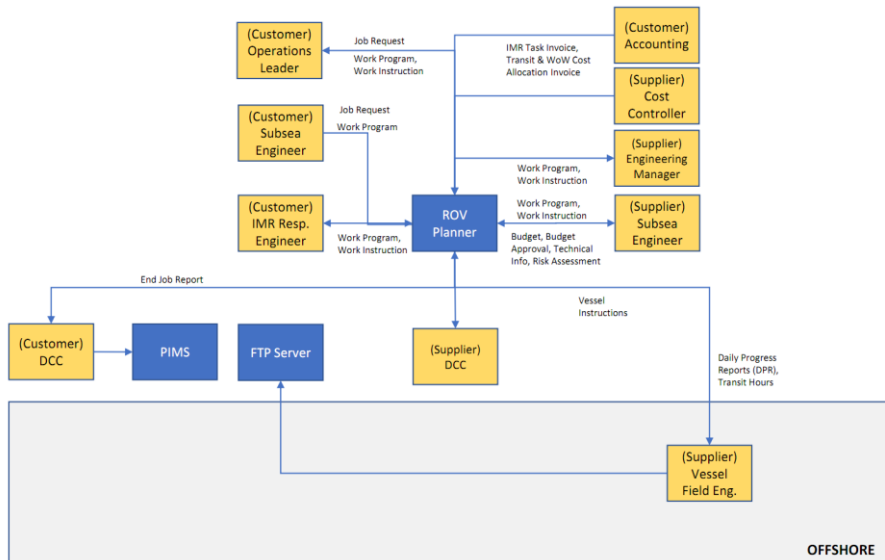 (Customer)
Operations
Leader
Job Request
Work Program,
Work Instruction
IMR Task Invoice,
Transit & WoW Cost
Allocation Invoice
(Customer)
Accounting
(Supplier)
Cost
Controller
(Customer)
Subsea
Engineer
Job Request
Work Program
(Supplier)
Engineering
Manager
Work Program,
Work Instruction
(Customer)
IMR Resp.
Engineer
Work Program,
Work Instruction
ROV
Planner
Work Program,
Work Instruction
Budget, Budget
Approval, Technical
Info, Risk Assessment
(Supplier)
Subsea
Engineer
End Job Report
Vessel
Instructions
(Customer)
DCC
PIMS
FTP Server
(Supplier)
DCC
Daily Progress
Reports (DPR),
Transit Hours
(Supplier)
Vessel
Field Eng.
OFFSHORE